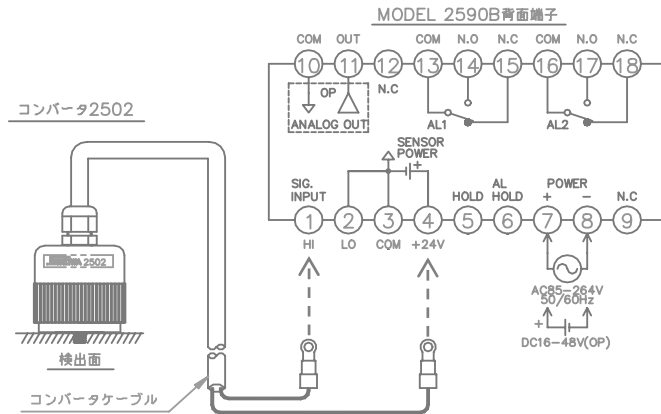 MODEL 2590B背面端子
COM OUT COM N.O N.C COM N.O N.C
10 11 12 13 14 15 16 17 18
N.C
OP
ANALOG OUT
AL1
AL2
コンバータ2502
SENSOR
POWER
SIG.
INPUT
HOLD
AL
HOLD
POWER
+ −
N.C
1 2 3 4 5 6 7 8 9
HI LO COM +24V
2502
AC85-264V
50/60Hz
+
DC16-48V(OP)
検出面
コンバータケーブル